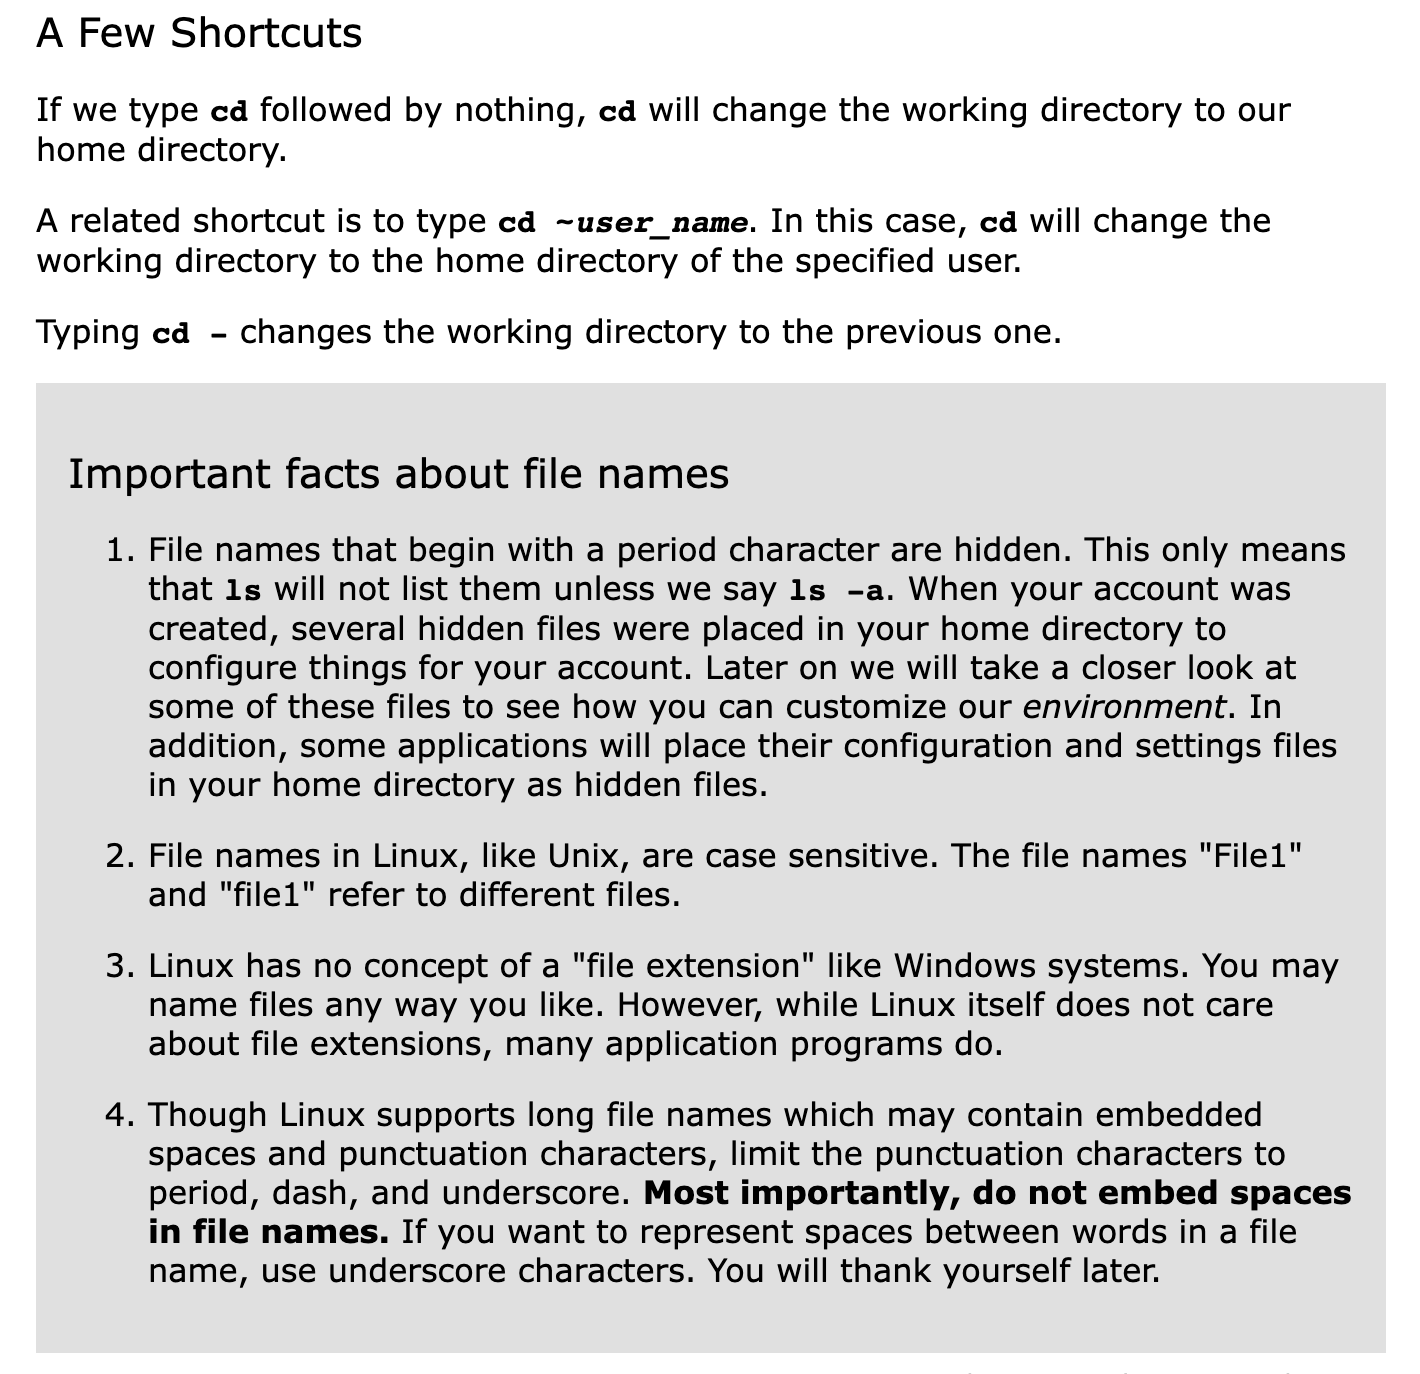 A Few Shortcuts
If we type cd followed by nothing, cd will change the working directory to our
home directory.
A related shortcut is to type cd ~user_name. In this case, cd will change the
working directory to the home directory of the specified user.
Typing cd - changes the working directory to the previous one.
Important facts about file names
1. File names that begin with a period character are hidden. This only means
that ls will not list them unless we say ls -a. When your account was
created, several hidden files were placed in your home directory to
configure things for your account. Later on we will take a closer look at
some of these files to see how you can customize our environment. In
addition, some applications will place their configuration and settings files
in your home directory as hidden files.
2. File names in Linux, like Unix, are case sensitive. The file names "File1"
and "file1" refer to different files.
3. Linux has no concept of a "file extension" like Windows systems. You may
name files any way you like. However, while Linux itself does not care
about file extensions, many application programs do.
4. Though Linux supports long file names which may contain embedded
spaces and punctuation characters, limit the punctuation characters to
period, dash, and underscore. Most importantly, do not embed spaces
in file names. If you want to represent spaces between words in a file
name, use underscore characters. You will thank yourself later.